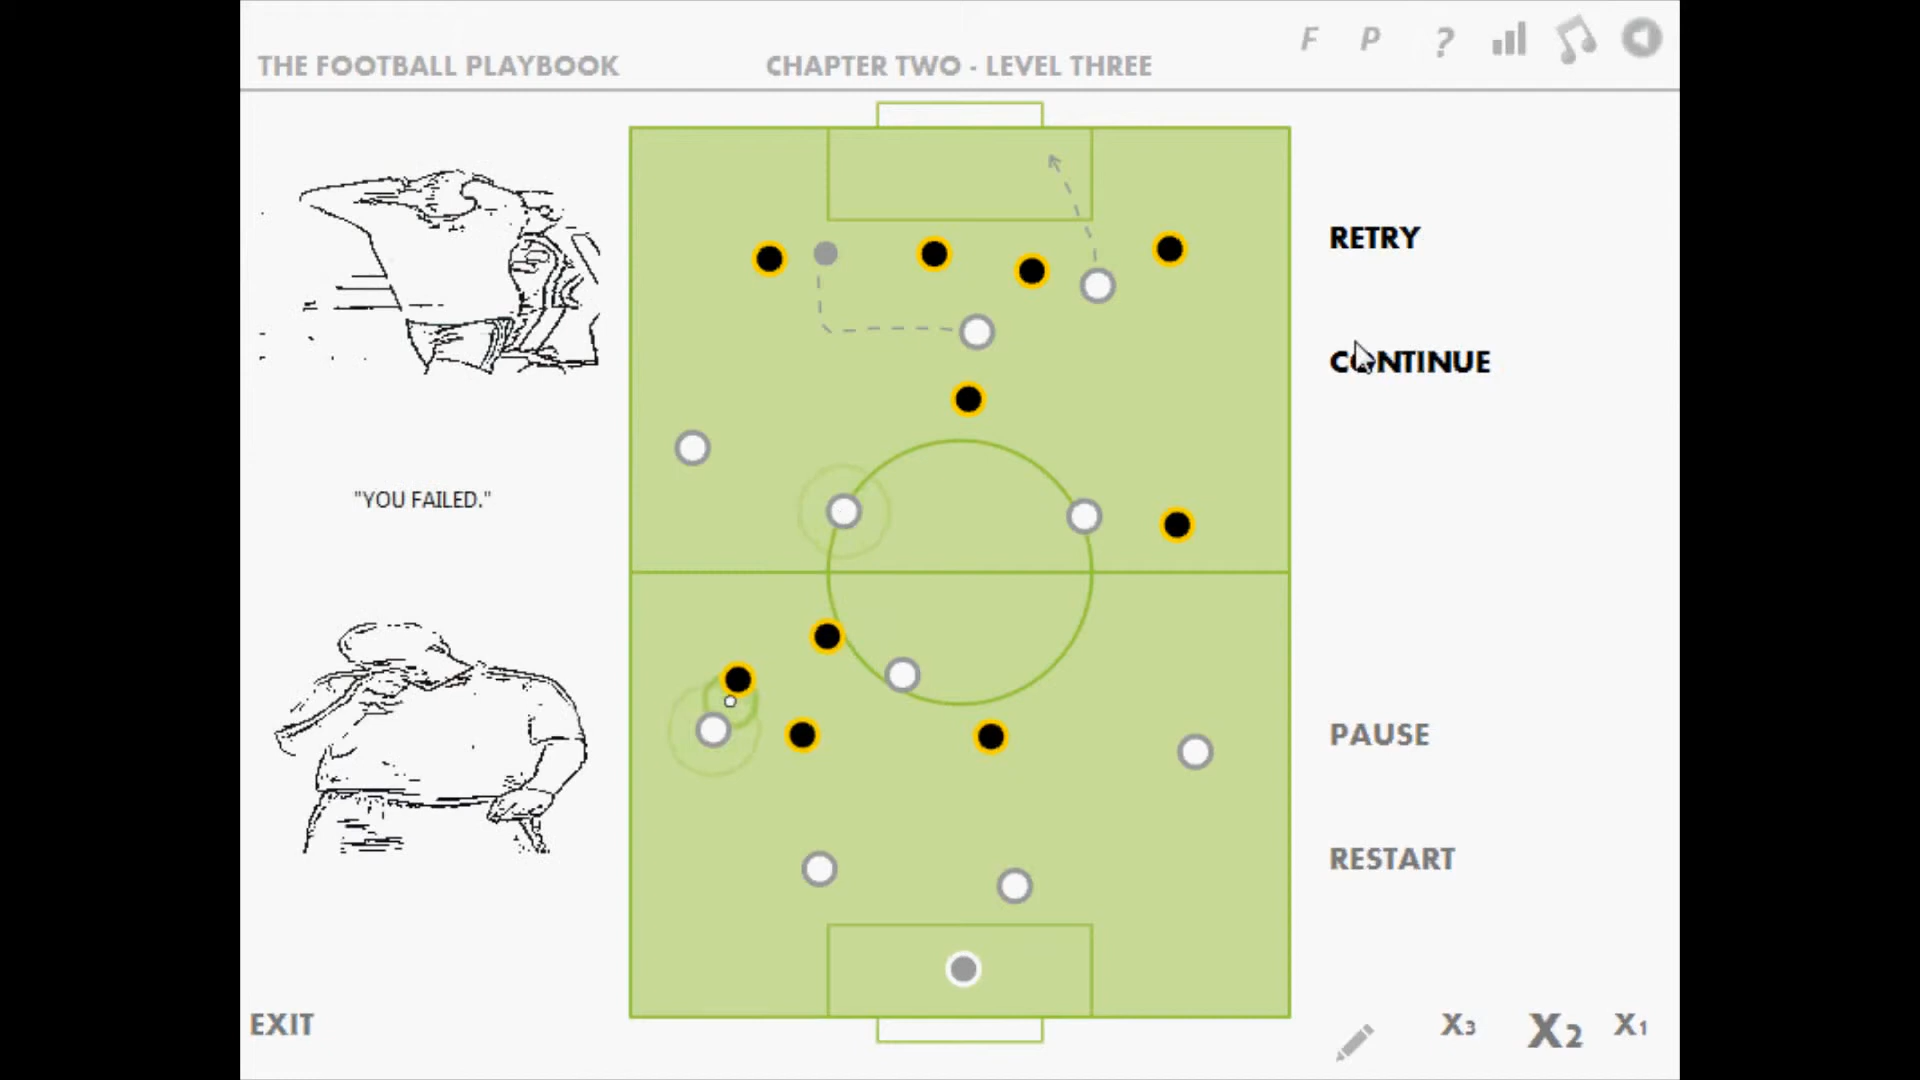 THE FOOTBALL PLAYBOOK
CHAPTER TWO - LEVEL THREE
F P ?
RETRY
CONTINUE
"YOU FAILED."
PAUSE
RESTART
EXIT
X3 X2 X1